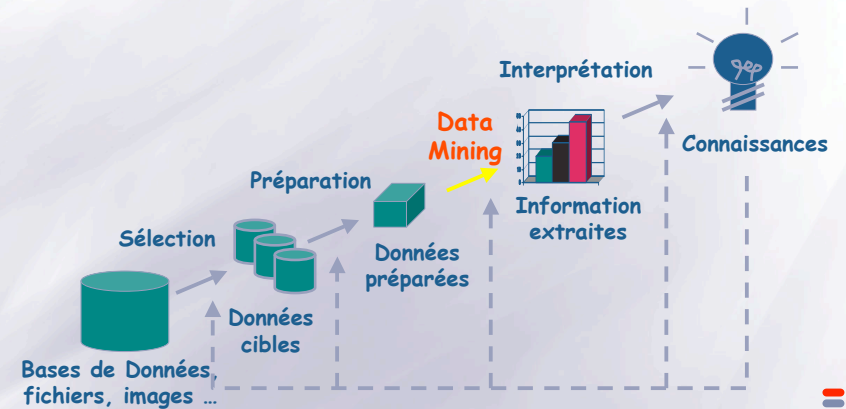 Interprétation
Data
Mining
Connaissances
Préparation
Information
extraites
Sélection
Données
préparées
Données
cibles
Bases de Données,
fichiers, images ...